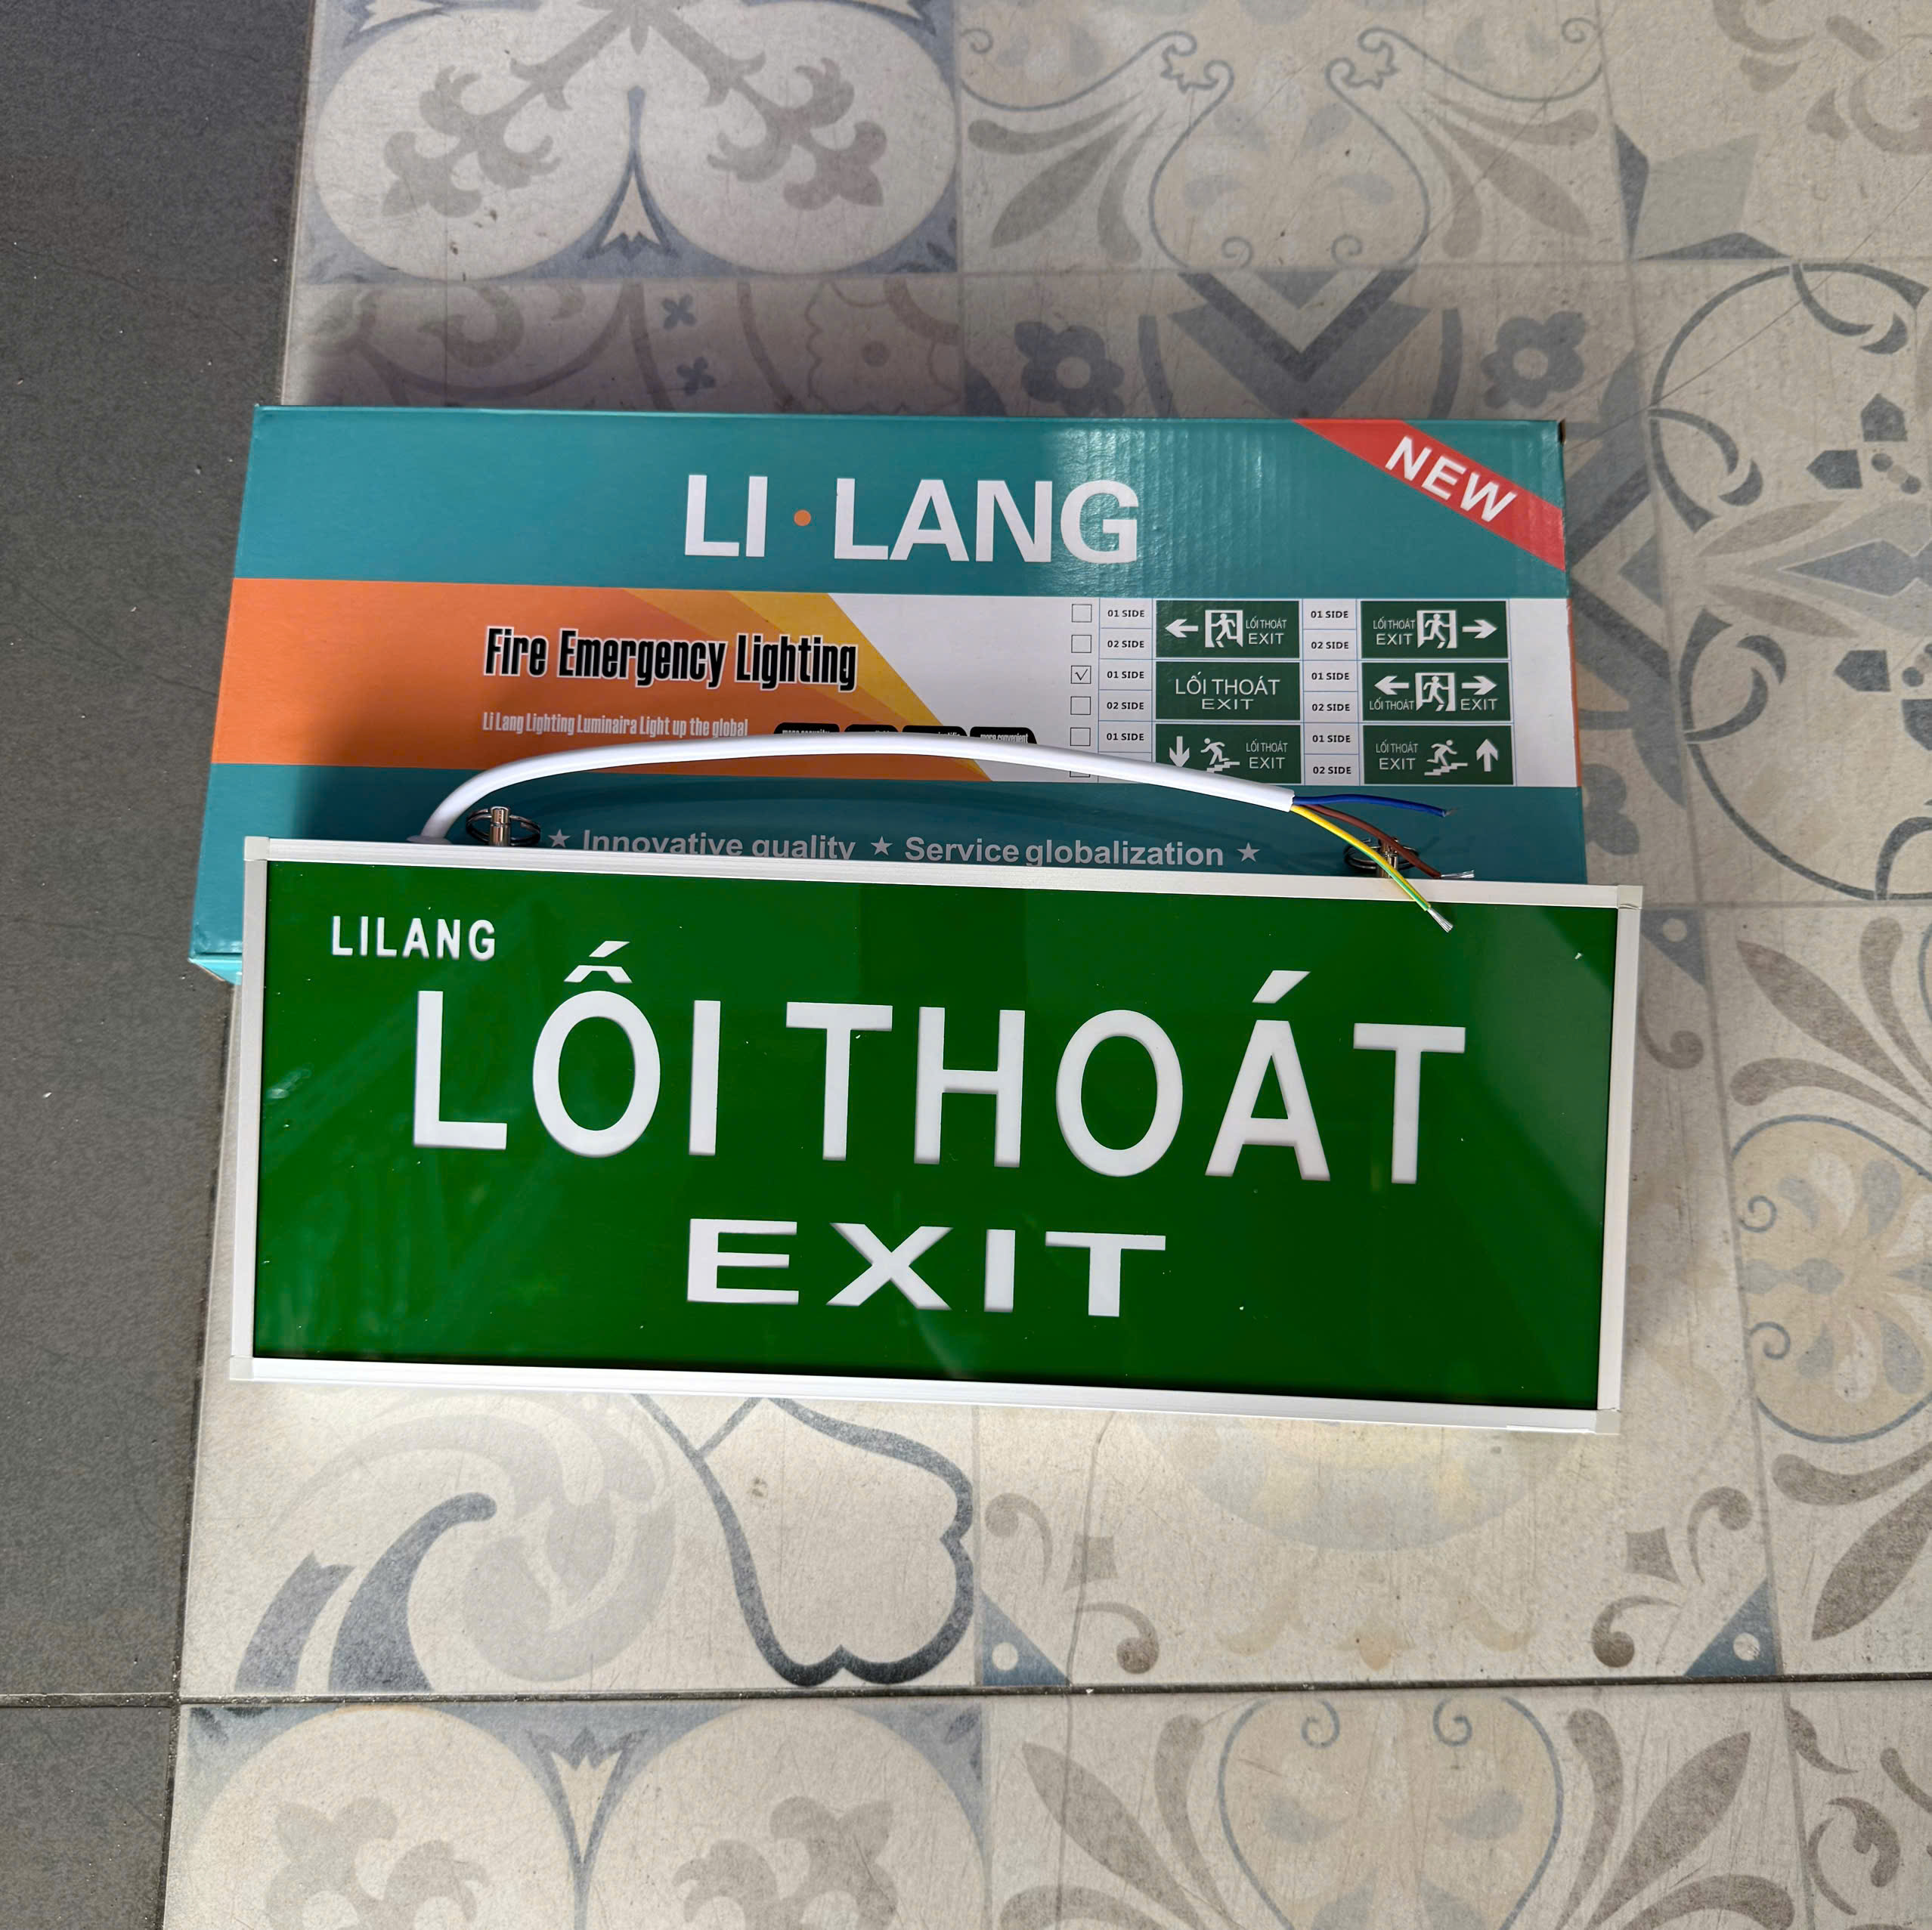 LI·LANG
NEW
Fire Emergency Lighting
Li Lang Lighting Luminaira Light up the global
01 SIDE
02 SIDE
LỐI THOÁT
EXIT
01 SIDE
02 SIDE
LỐI THOÁT
EXIT
01 SIDE
02 SIDE
LỐI THOÁT
EXIT
01 SIDE
02 SIDE
LỐI THOÁT EXIT
01 SIDE
LỐI THOÁT
EXIT
01 SIDE
02 SIDE
LỐI THOÁT
EXIT
★ Innovative quality ★ Service globalization ★
LILANG
LỐI THOÁT
EXIT